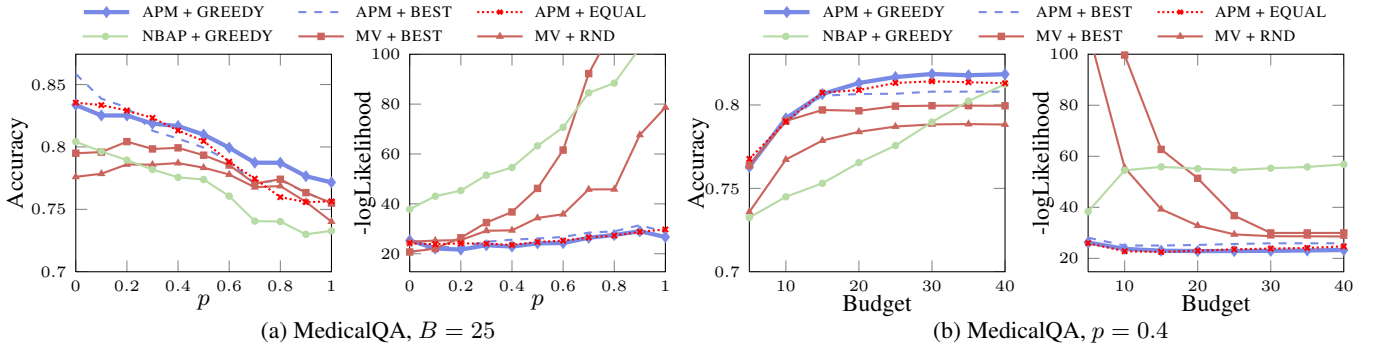 APM + GREEDY APM + BEST APM + EQUAL
NBAP + GREEDY MV + BEST MV + RND
Accuracy
0.85
0.8
0.75
0.7
0 0.2 0.4 0.6 0.8 1
p
-logLikelihood
100
80
60
40
20
0 0.2 0.4 0.6 0.8 1
p
(a) MedicalQA, B = 25
APM + GREEDY APM + BEST APM + EQUAL
NBAP + GREEDY MV + BEST MV + RND
Accuracy
0.8
0.75
0.7
10 20 30 40
Budget
-logLikelihood
100
80
60
40
20
10 20 30 40
Budget
(b) MedicalQA, p = 0.4